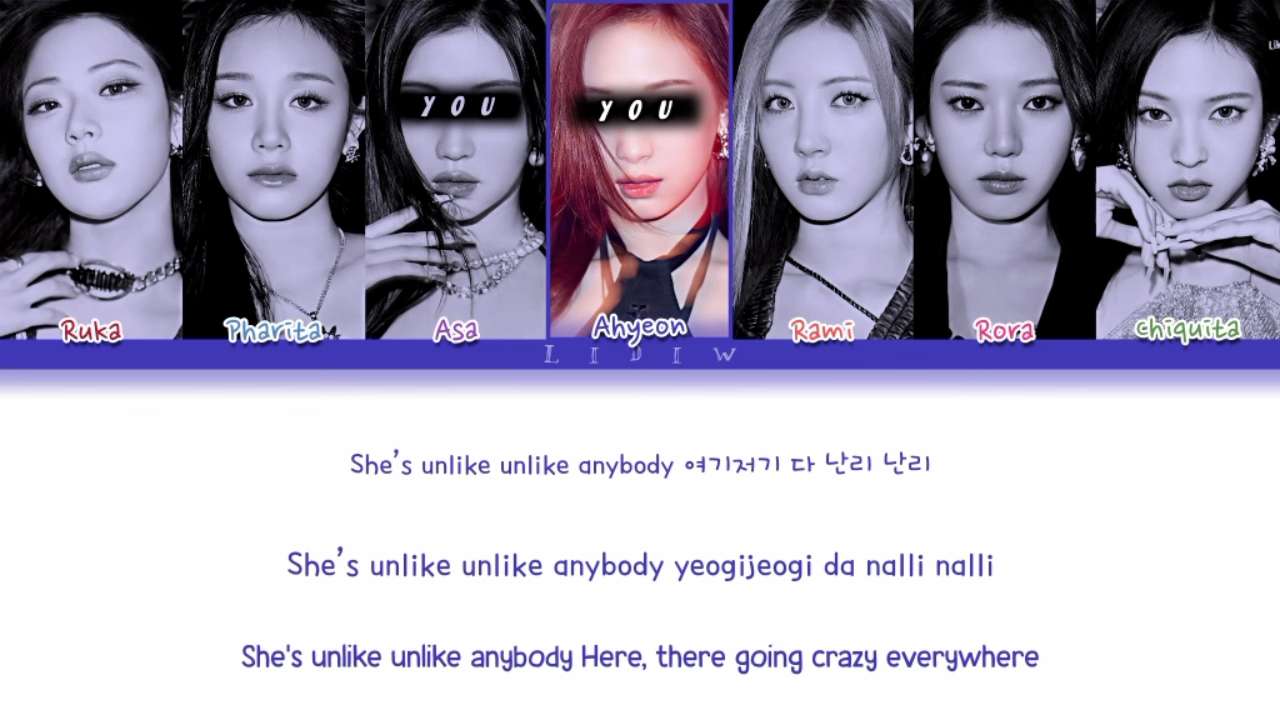 YOU YOU
Ruka Pharita Asa Ahyeon Rami Rora Chiquita
L I D I W
She's unlike unlike anybody 여기저기 다 난리 난리
She's unlike unlike anybody yeogijeogi da nalli nalli
She's unlike unlike anybody Here, there going crazy everywhere